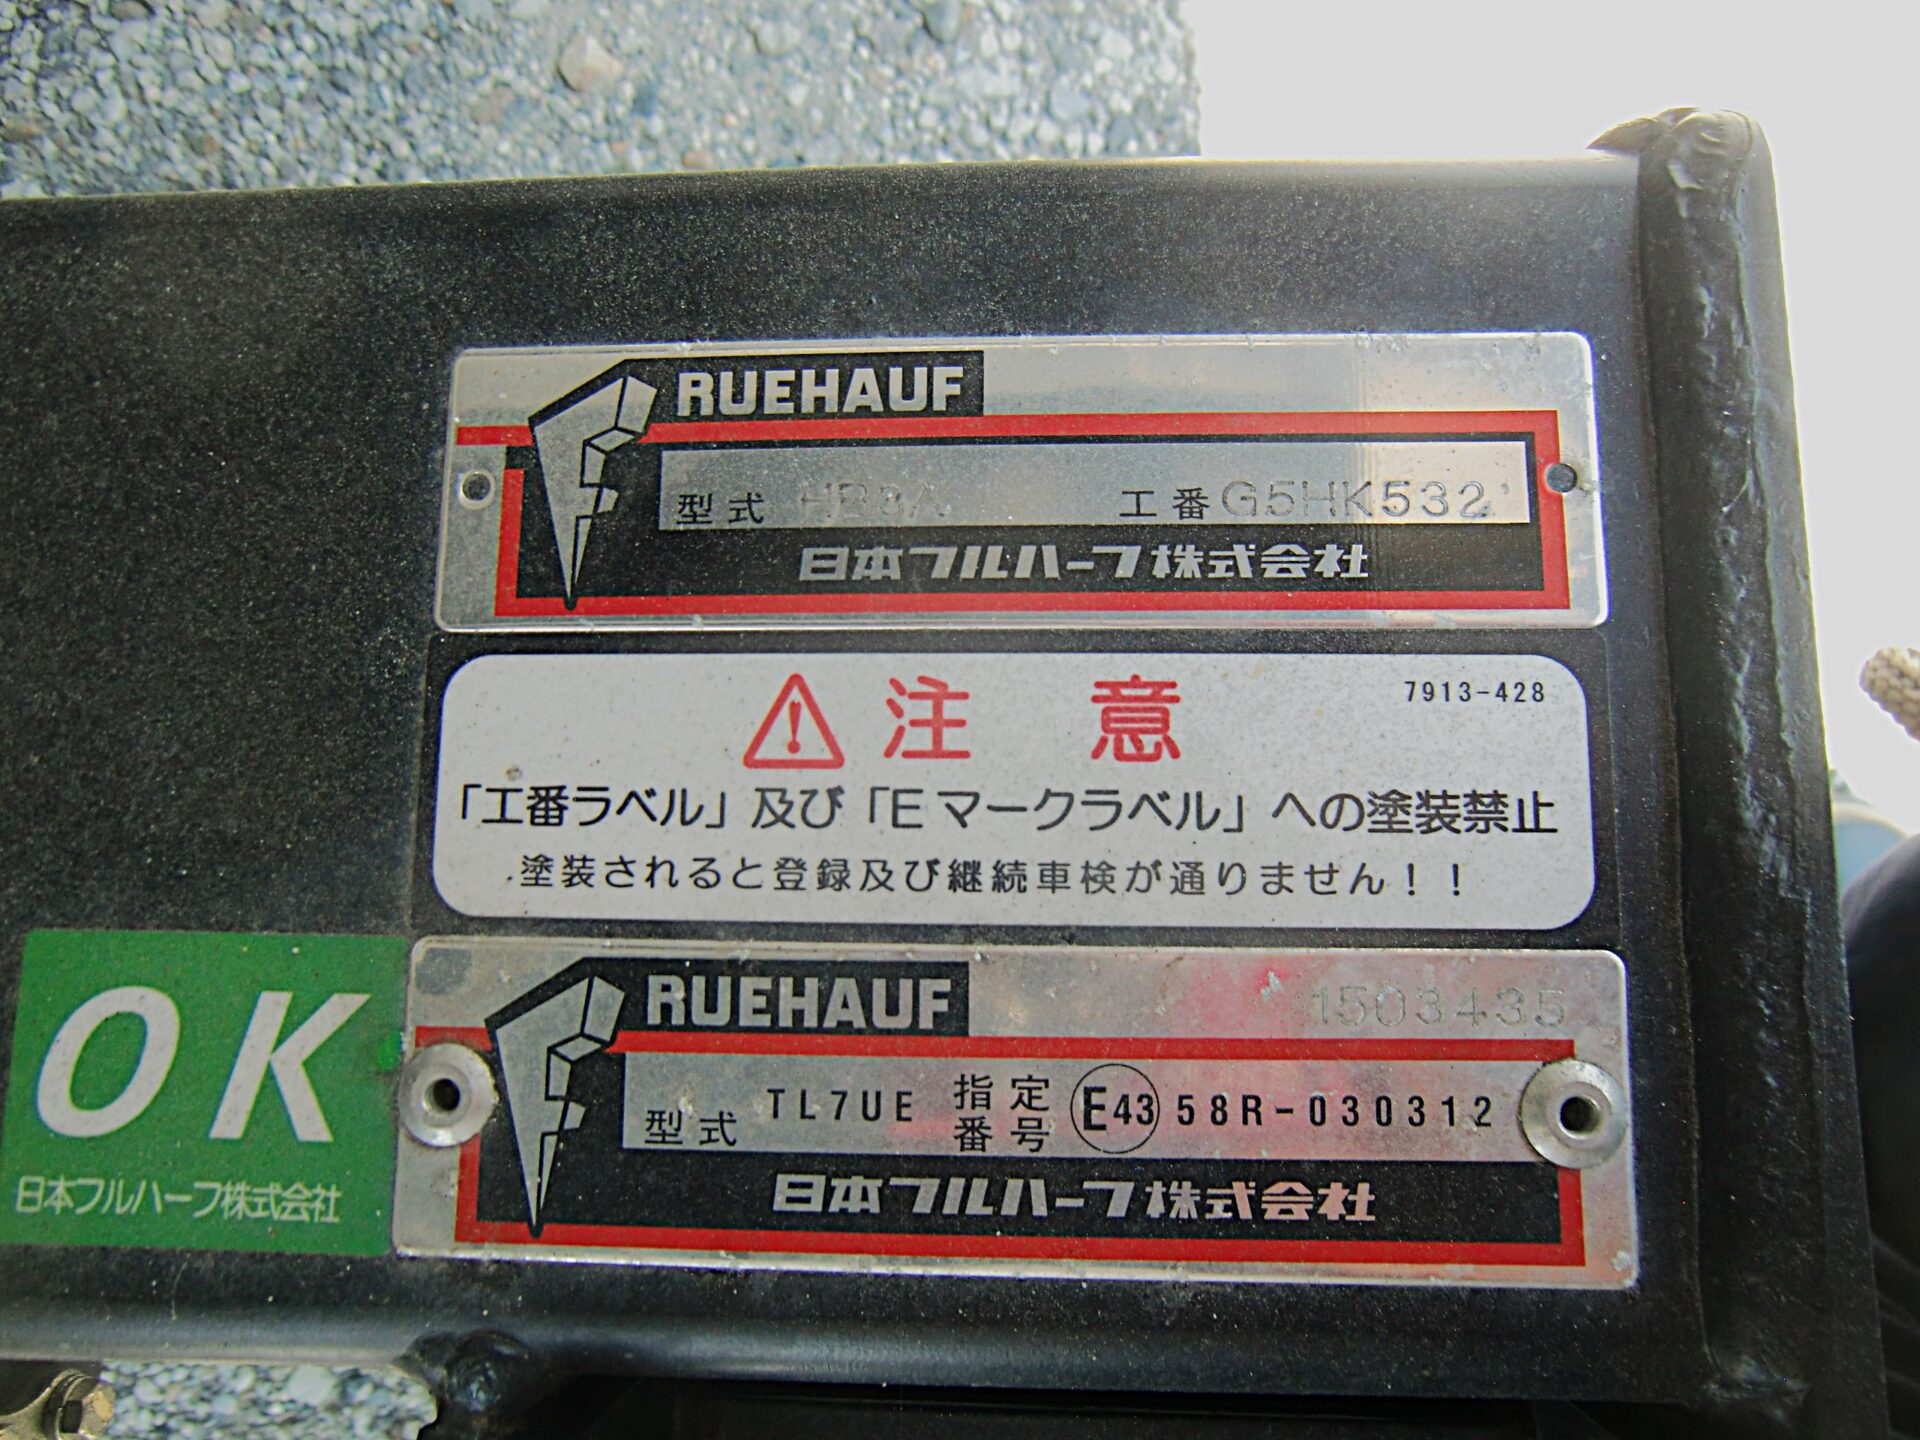 FRUEHAUF
型式 HB3A 工番 G5HK532
日本フルハーフ株式会社
注 意 7913-428
「工番ラベル」及び「Eマークラベル」への塗装禁止
塗装されると登録及び継続車検が通りません！！
FRUEHAUF 1503435
型式 TL7UE 指定番号 E43 58R-030312
日本フルハーフ株式会社
OK
日本フルハーフ株式会社